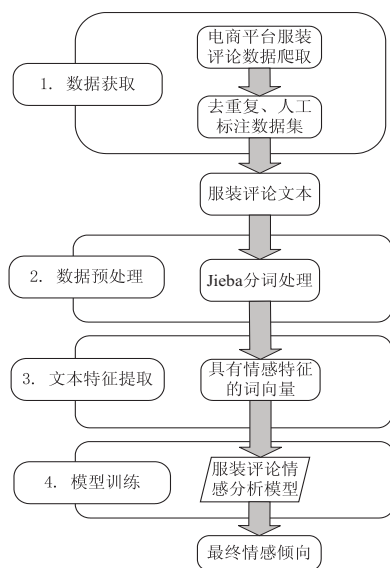 电商平台服装
评论数据爬取
1. 数据获取
去重复、人工
标注数据集
服装评论文本
2. 数据预处理
Jieba分词处理
3. 文本特征提取
具有情感特征
的词向量
4. 模型训练
服装评论情
感分析模型
最终情感倾向